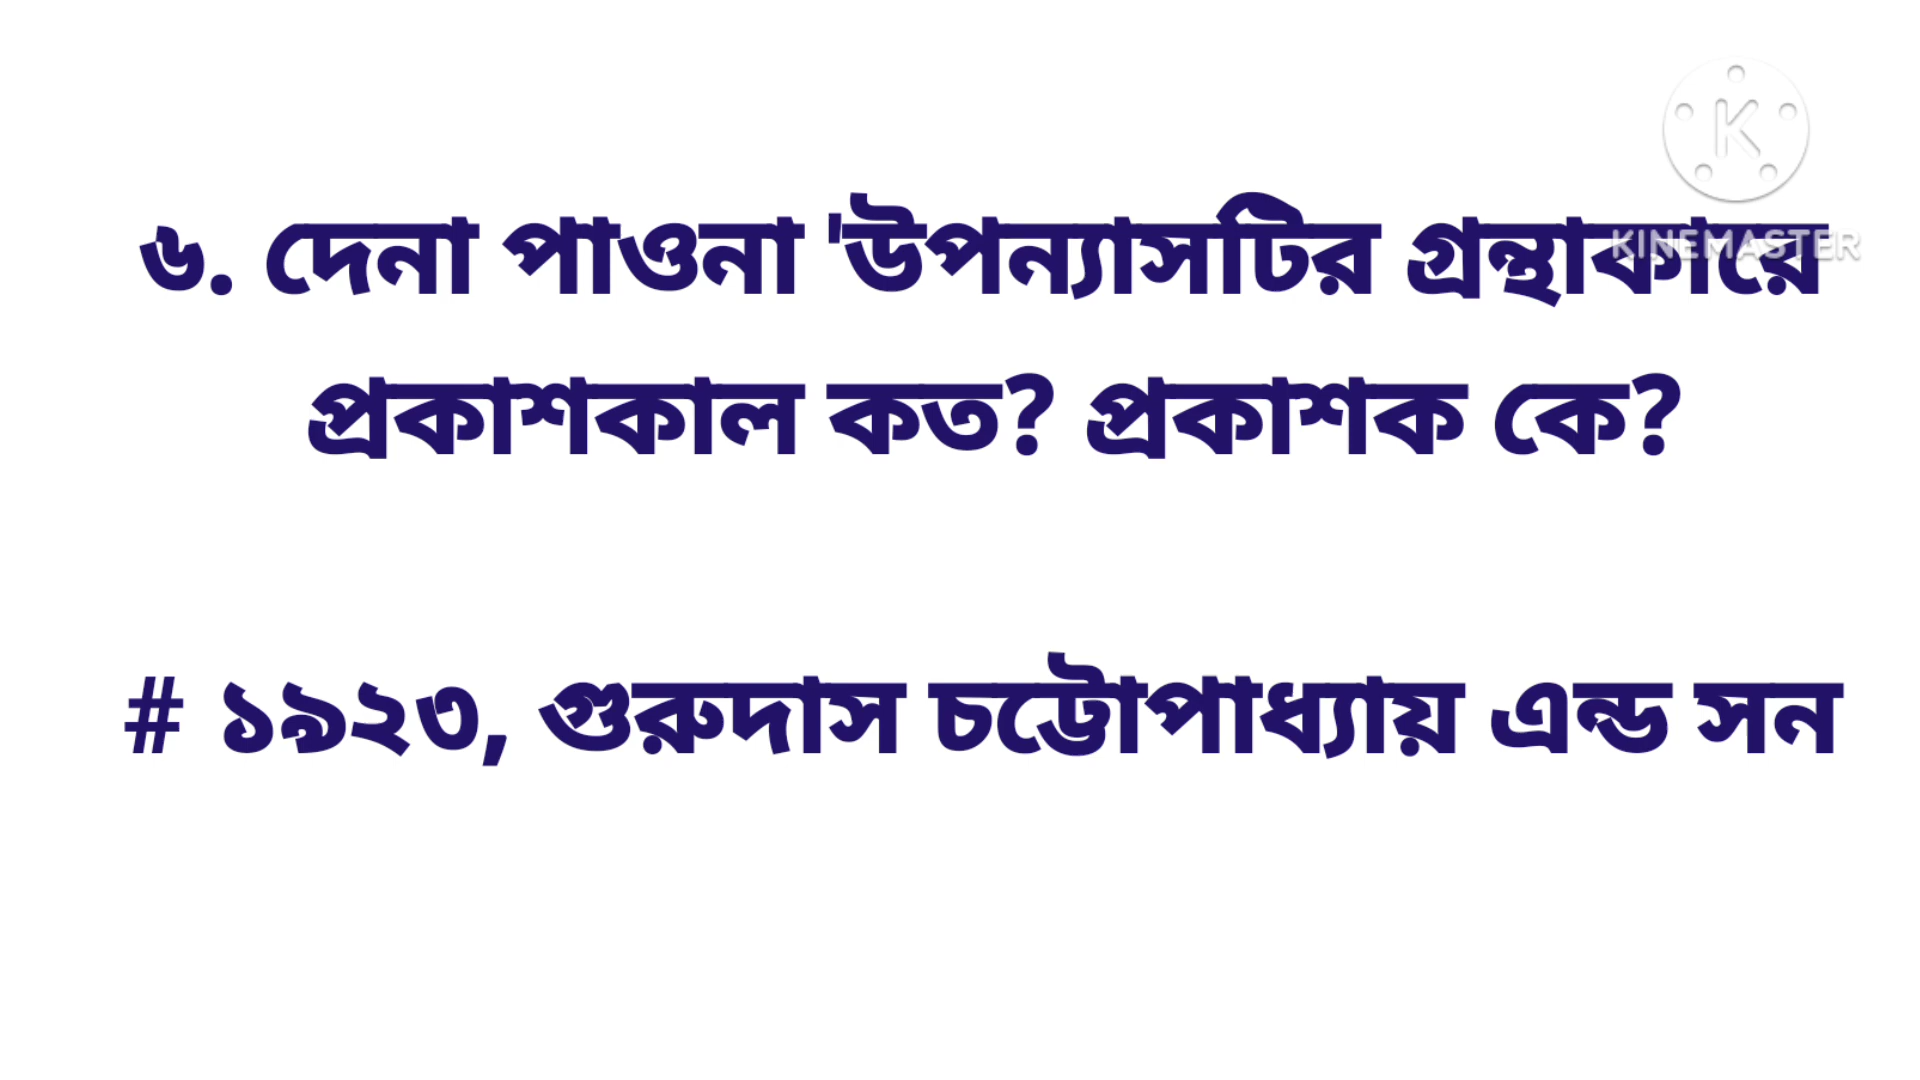 K
KINEMASTER
৬. দেনা পাওনা 'উপন্যাসটির গ্রন্থাকারে
প্রকাশকাল কত? প্রকাশক কে?
# ১৯২৩, গুরুদাস চট্টোপাধ্যায় এন্ড সন